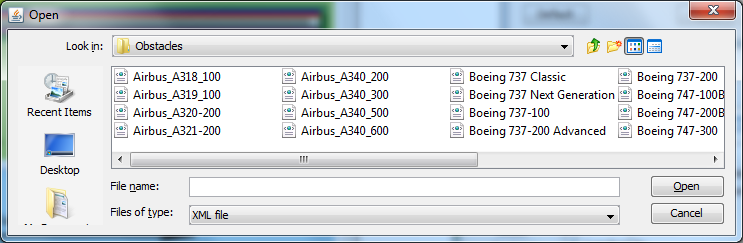 Open
Look in: Obstacles
Recent Items
Desktop
Airbus_A318_100
Airbus_A319_100
Airbus_A320-200
Airbus_A321-200
Airbus_A340_200
Airbus_A340_300
Airbus_A340_500
Airbus_A340_600
Boeing 737 Classic
Boeing 737 Next Generation
Boeing 737-100
Boeing 737-200 Advanced
Boeing 737-200
Boeing 747-100B
Boeing 747-200B
Boeing 747-300
File name:
Open
Files of type: XML file
Cancel